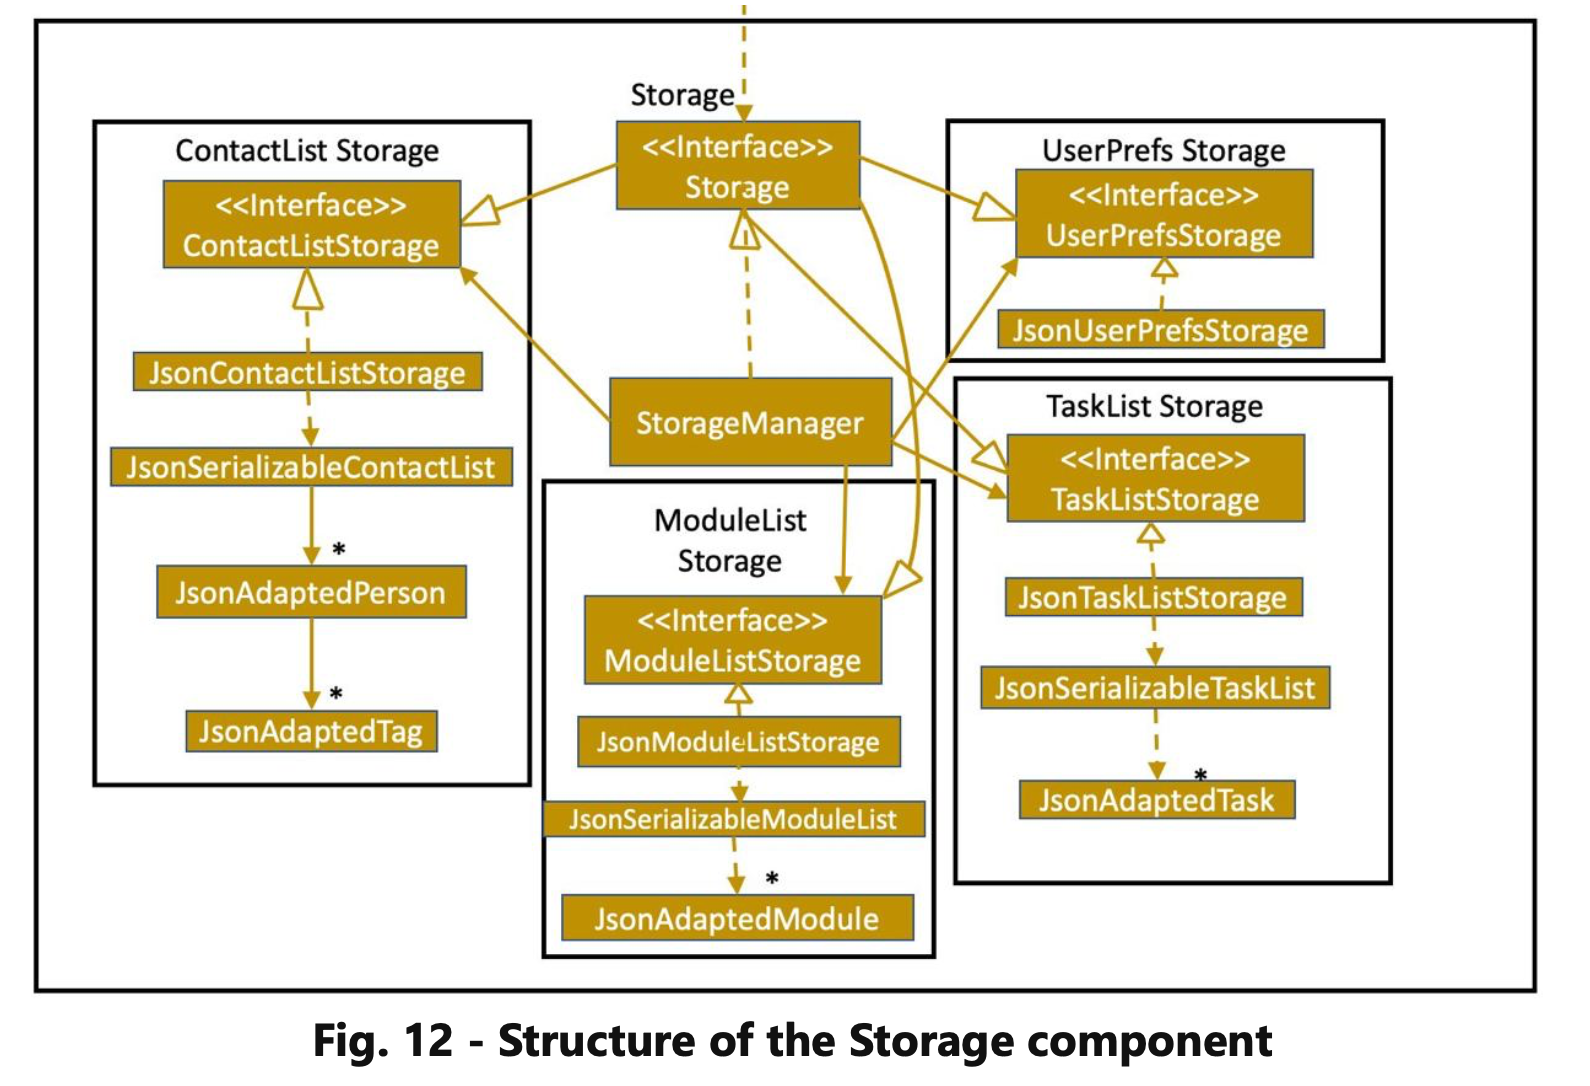 Storage
<<Interface>>
Storage
ContactList Storage
<<Interface>>
ContactListStorage
JsonContactListStorage
JsonSerializableContactList
*
JsonAdaptedPerson
*
JsonAdaptedTag
StorageManager
ModuleList
Storage
<<Interface>>
ModuleListStorage
JsonModuleListStorage
JsonSerializableModuleList
*
JsonAdaptedModule
UserPrefs Storage
<<Interface>>
UserPrefsStorage
JsonUserPrefsStorage
TaskList Storage
<<Interface>>
TaskListStorage
JsonTaskListStorage
JsonSerializableTaskList
*
JsonAdaptedTask
Fig. 12 - Structure of the Storage component